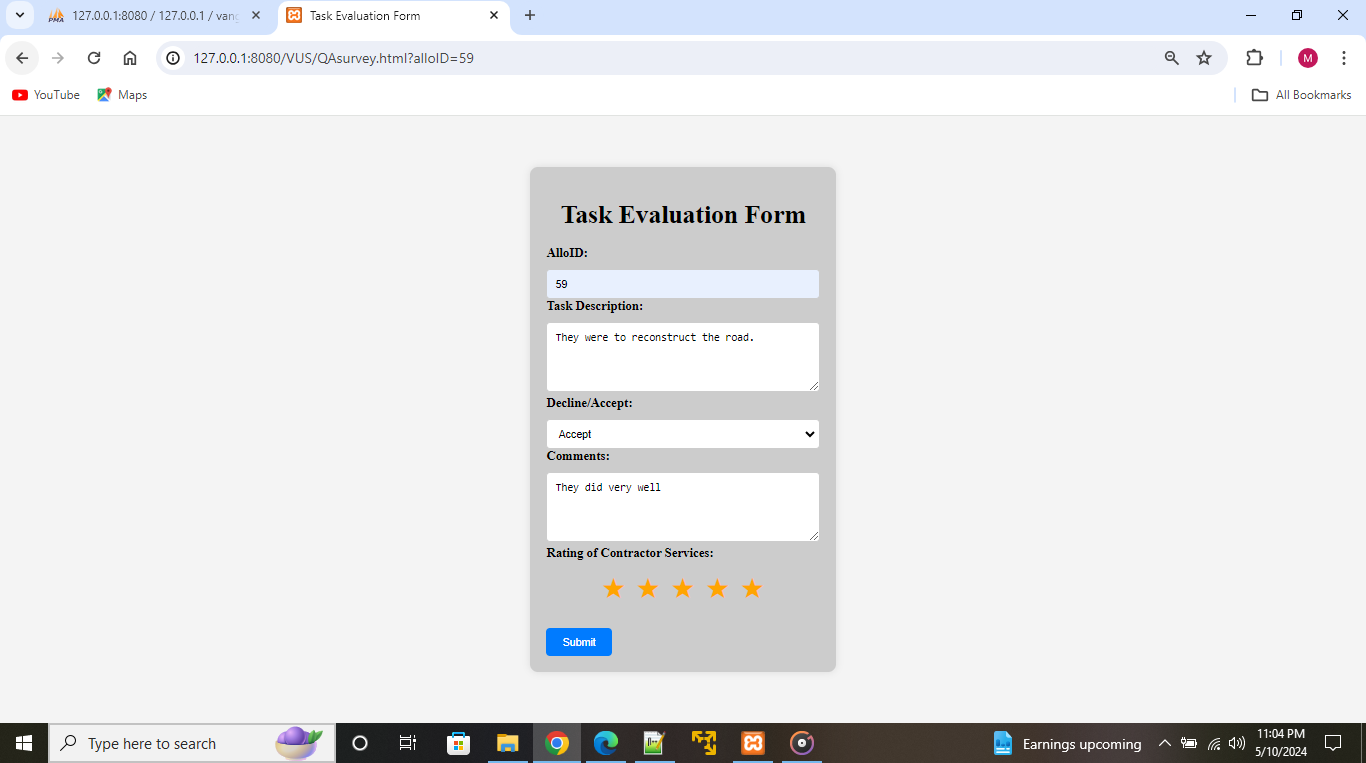 127.0.0.1:8080 / 127.0.0.1 / vang
Task Evaluation Form
127.0.0.1:8080/VUS/QAsurvey.html?alloID=59
M
YouTube
Maps
All Bookmarks
Task Evaluation Form
AlloID:
59
Task Description:
They were to reconstruct the road.
Decline/Accept:
Accept
Comments:
They did very well
Rating of Contractor Services:
Submit
Type here to search
Earnings upcoming
11:04 PM
5/10/2024